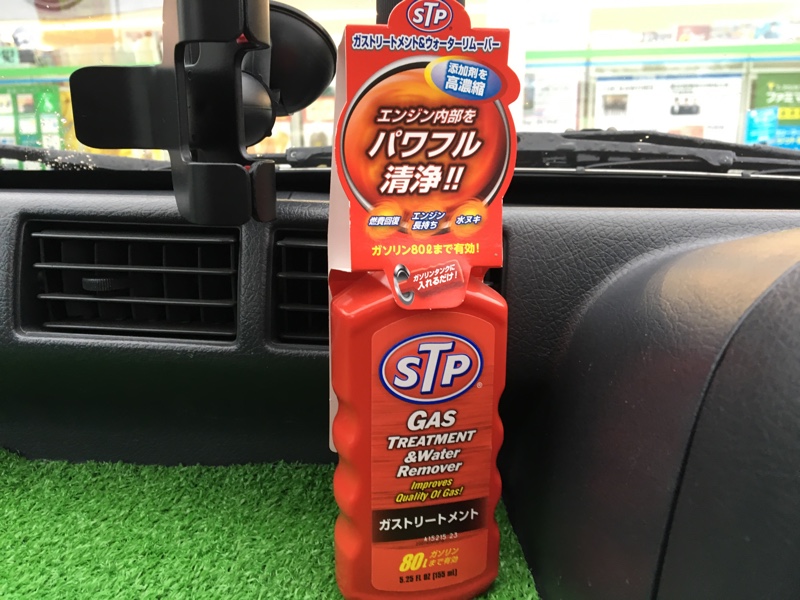 STP
ガストリートメント&ウォーターリムーバー
添加剤を
高濃縮
エンジン内部を
パワフル
清浄!!
燃費回復
エンジン
長持ち
水ヌキ
ガソリン80ℓまで有効!
ガソリンタンクに
入れるだけ!
STP
GAS
TREATMENT
&Water
Remover
Improves
Quality Of Gas!
ガストリートメント
415215 23
80ℓ ガソリン
まで有効
5.25 FL OZ (155 ml)